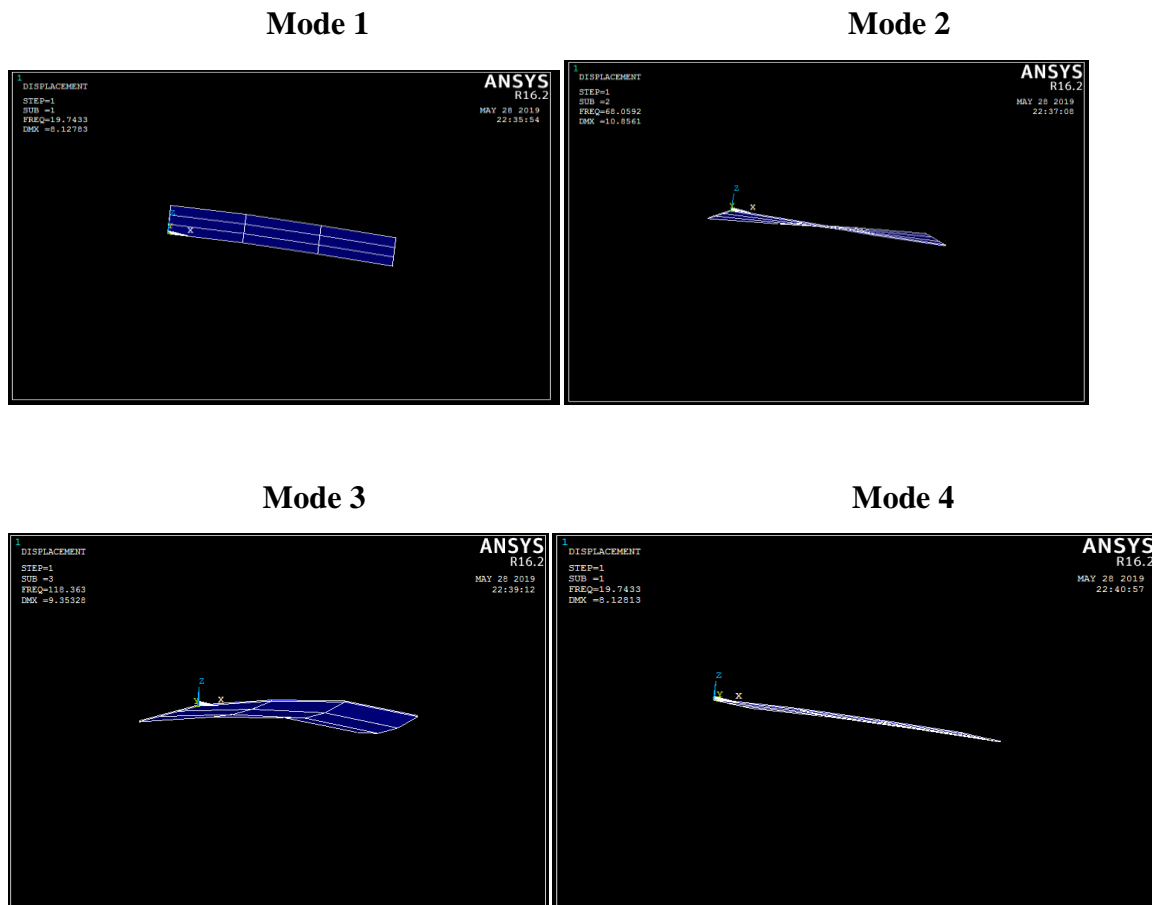 Mode 1
1
DISPLACEMENT
STEP=1
SUB =1
FREQ=19.7433
DMX =8.12783
ANSYS
R16.2
MAY 28 2019
22:35:54
Z
Y
X
Mode 2
1
DISPLACEMENT
STEP=1
SUB =2
FREQ=68.0592
DMX =10.8561
ANSYS
R16.2
MAY 28 2019
22:37:08
Z
Y
X
Mode 3
1
DISPLACEMENT
STEP=1
SUB =3
FREQ=118.363
DMX =9.35328
ANSYS
R16.2
MAY 28 2019
22:39:12
Z
Y
X
Mode 4
1
DISPLACEMENT
STEP=1
SUB =1
FREQ=19.7433
DMX =8.12813
ANSYS
R16.2
MAY 28 2019
22:40:57
Z
Y
X